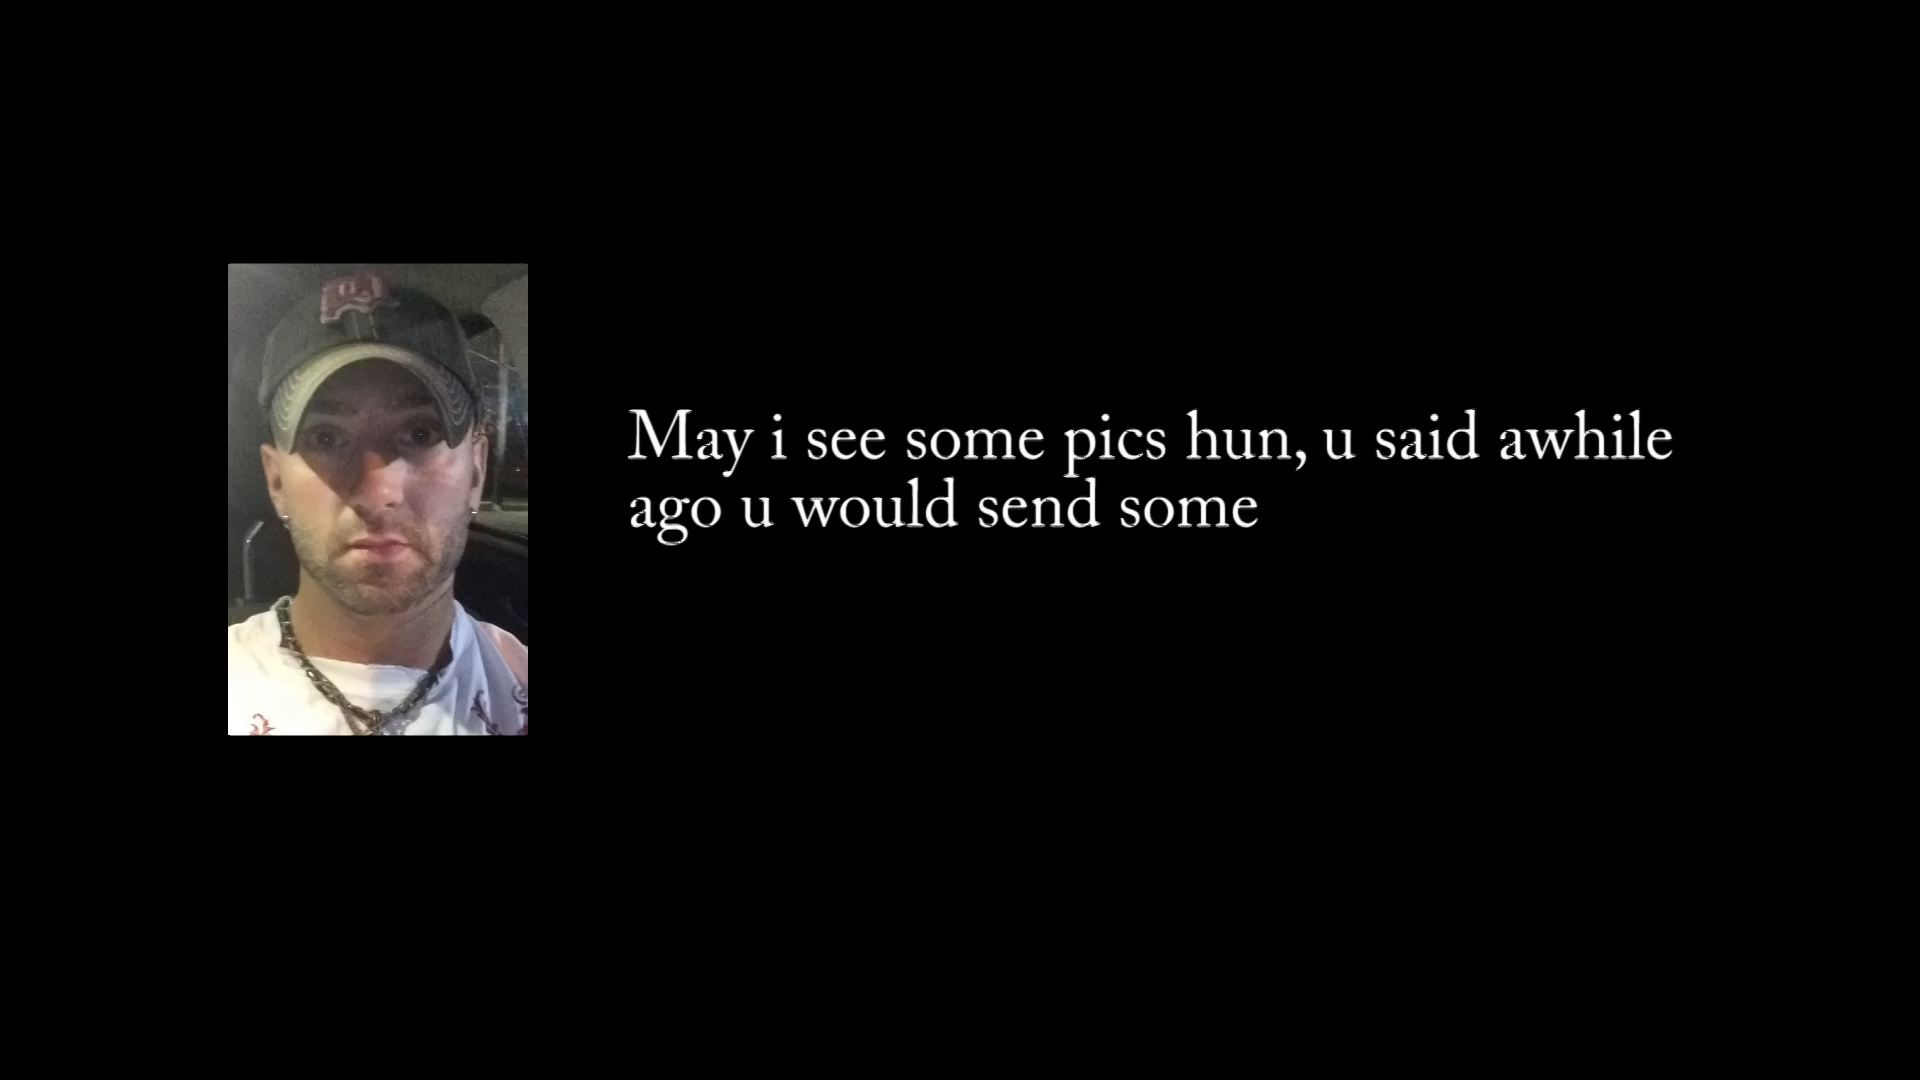 May i see some pics hun, u said awhile
ago u would send some